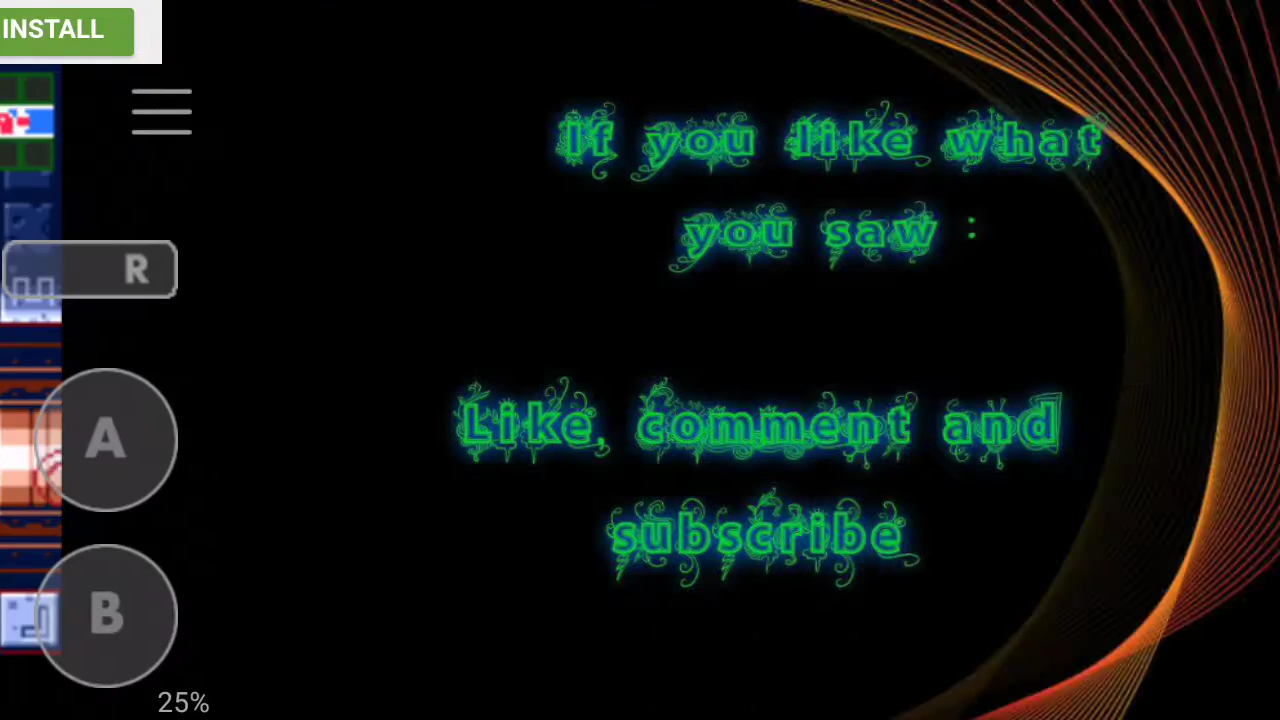 INSTALL
If you like what
you saw :
R
Like, comment and
A
subscribe
B
25%